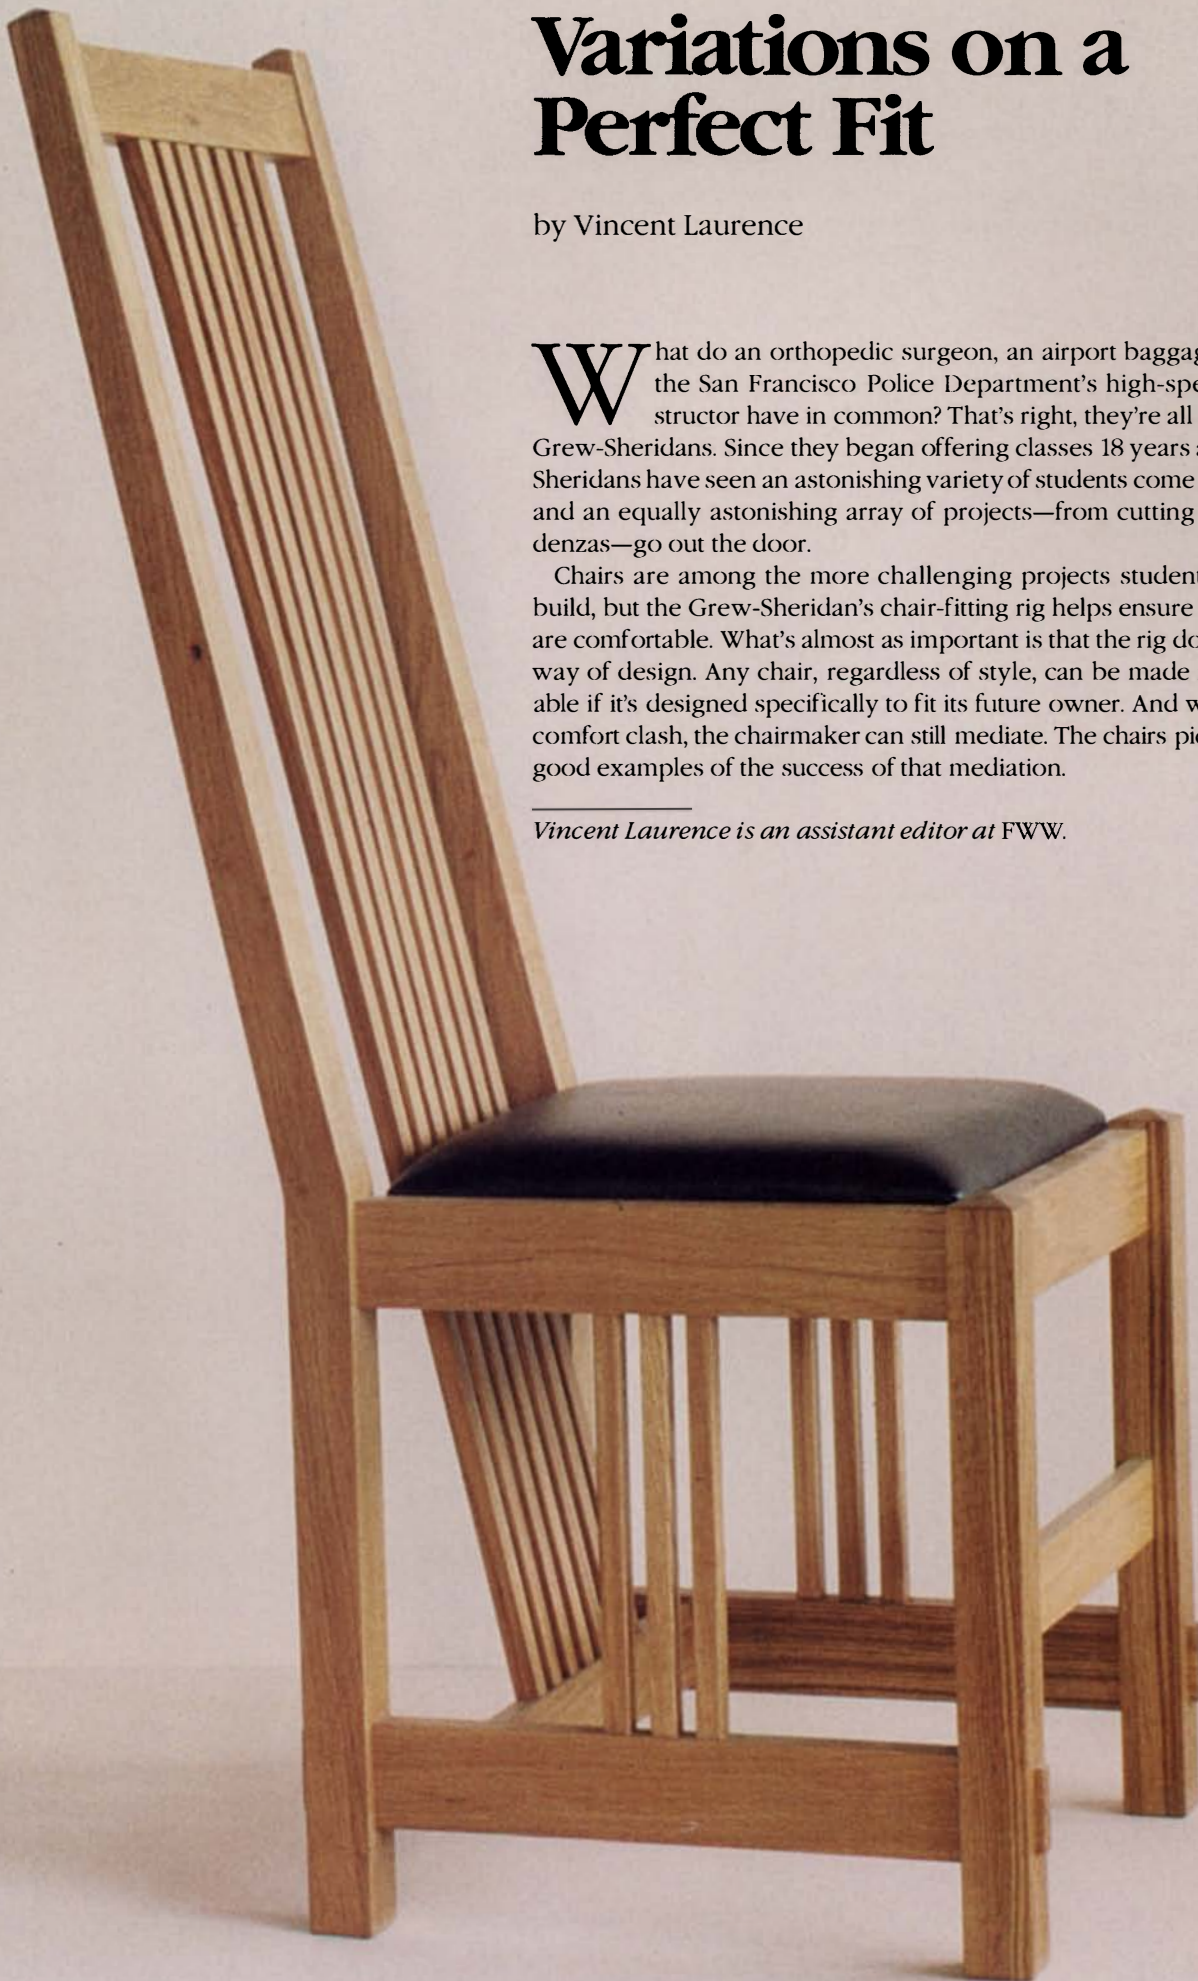 Variations on a
Perfect Fit
by Vincent Laurence
What do an orthopedic surgeon, an airport
the San Francisco Police Department's
structor have in common? That's right, they're all
Grew-Sheridans. Since they began offering classes 18 years
Sheridans have seen an astonishing variety of students come
and an equally astonishing array of projects—from cutting
denzas—go out the door.
Chairs are among the more challenging projects
build, but the Grew-Sheridan's chair-fitting rig helps ensure
are comfortable. What's almost as important is that the rig
way of design. Any chair, regardless of style, can be made
able if it's designed specifically to fit its future owner. And
comfort clash, the chairmaker can still mediate. The chairs
good examples of the success of that mediation.
Vincent Laurence is an assistant editor at FWW.